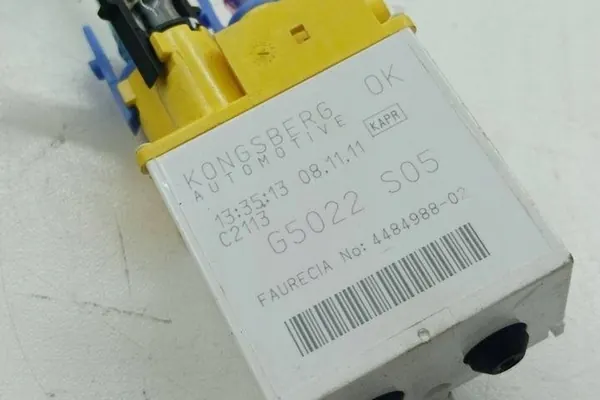 KONGSBERG OK
AUTOMOTIVE
13:35:13 08.11.11 KAPR
C2113
G5022 S05
FAURECIA No: 4484988-02